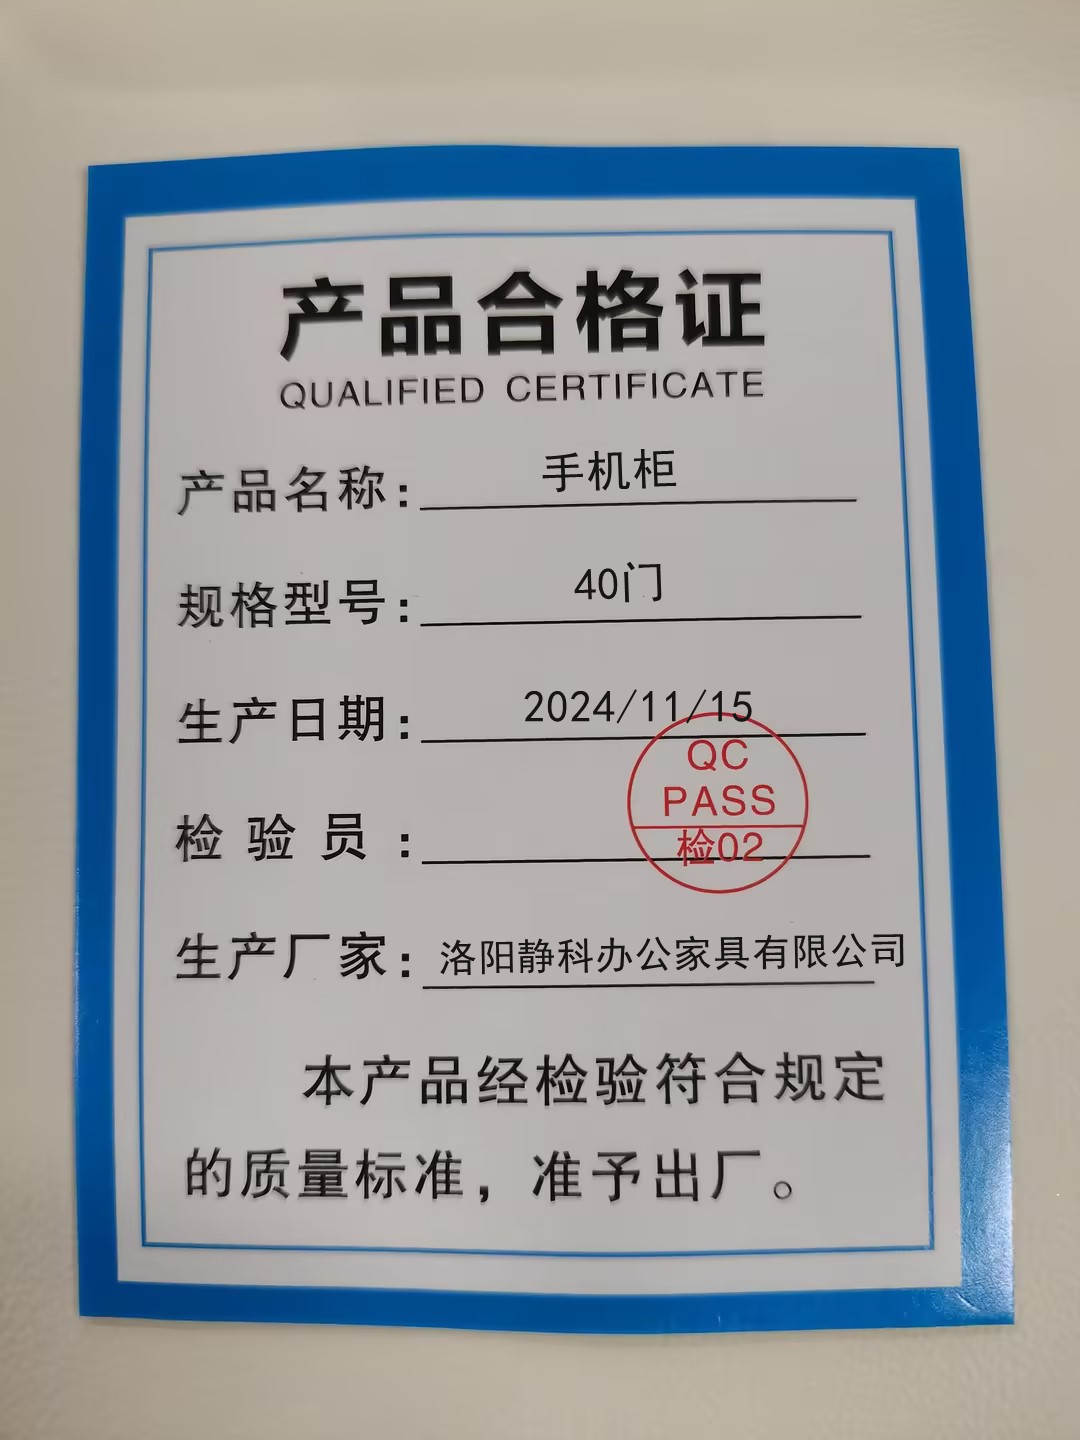 产品合格证
QUALIFIED CERTIFICATE
产品名称：手机柜
规格型号：40门
生产日期：2024/11/15
QC
PASS
检验员：
检02
生产厂家：洛阳静科办公家具有限公司
本产品经检验符合规定
的质量标准，准予出厂。